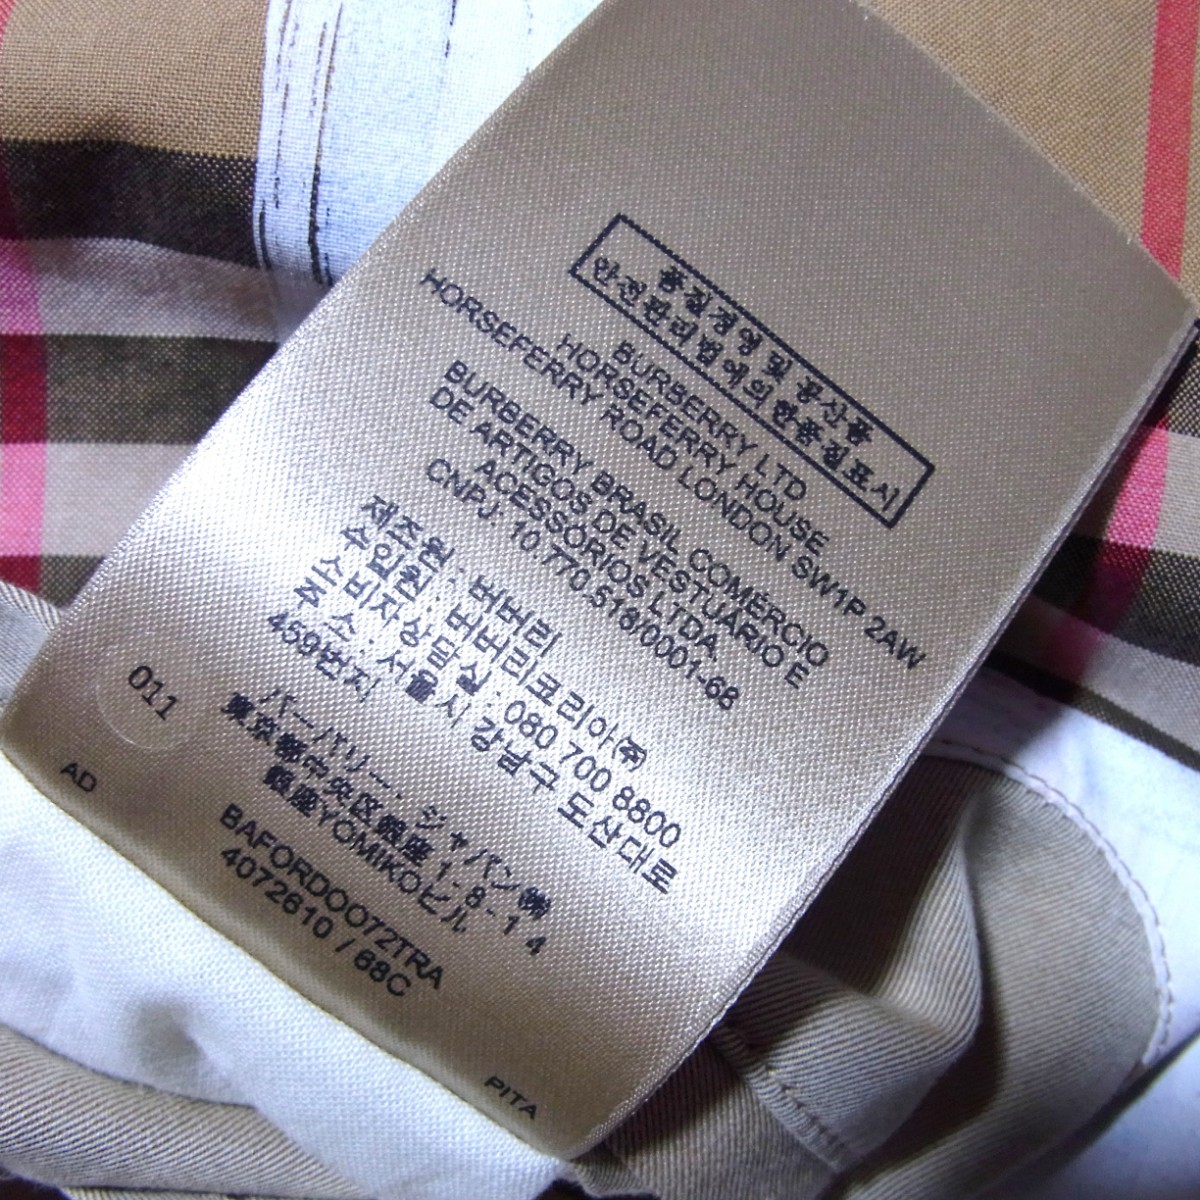 품질경영 및 공산품
안전관리법에의한품질표시
BURBERRY LTD
HORSEFERRY HOUSE
HORSEFERRY ROAD LONDON SW1P 2AW
BURBERRY BRASIL COMÉRCIO
DE ARTIGOS DE VESTUÁRIO E
ACESSÓRIOS LTDA.
CNPJ: 10.770.518/0001-68
제조원 : 버버리
수입원 : 버버리코리아㈜
소비자상담실 : 080 700 8800
주 소 : 서울시 강남구 도산대로
459번지
バーバリー・ジャパン㈱
東京都中央区銀座1-8-14
銀座YOMIKOビル
BAFORDOO72TRA
4072610 / 68C
011
AD
PITA